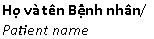 Họ và tên Bệnh nhân/
Patient name